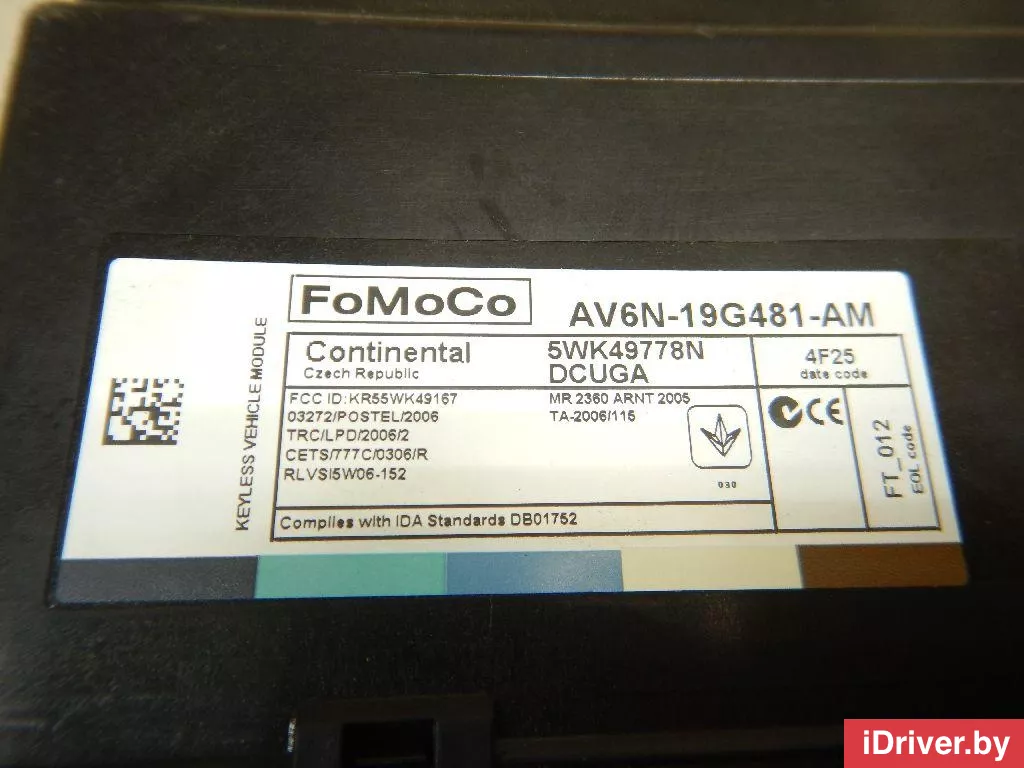 FoMoCo
AV6N-19G481-AM
KEYLESS VEHICLE MODULE
Continental
Czech Republic
5WK49778N
DCUGA
4F25
date code
FCC ID: KR55WK49167
03272/POSTEL/2006
TRC/LPD/2006/2
CETS/777C/0306/R
RLVSI5W06-152
MR 2360 ARNT 2005
TA-2006/115
030
CE
FT_012
EOL code
Complies with IDA Standards DB01752
iDriver.by